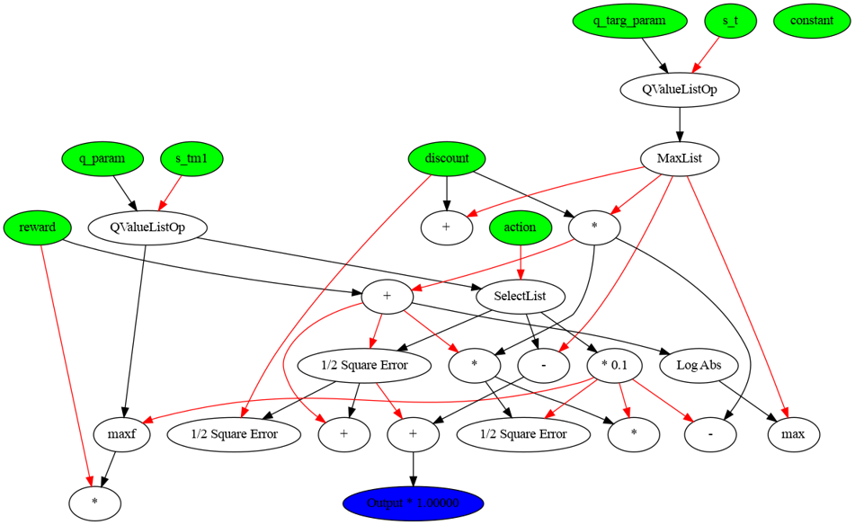 q_targ_param s_t constant
QValueListOp
q_param s_tm1 discount MaxList
reward QValueListOp + action *
+ SelectList
1/2 Square Error * - * 0.1 Log Abs
maxf 1/2 Square Error + + 1/2 Square Error * - max
* Output * 1.00000